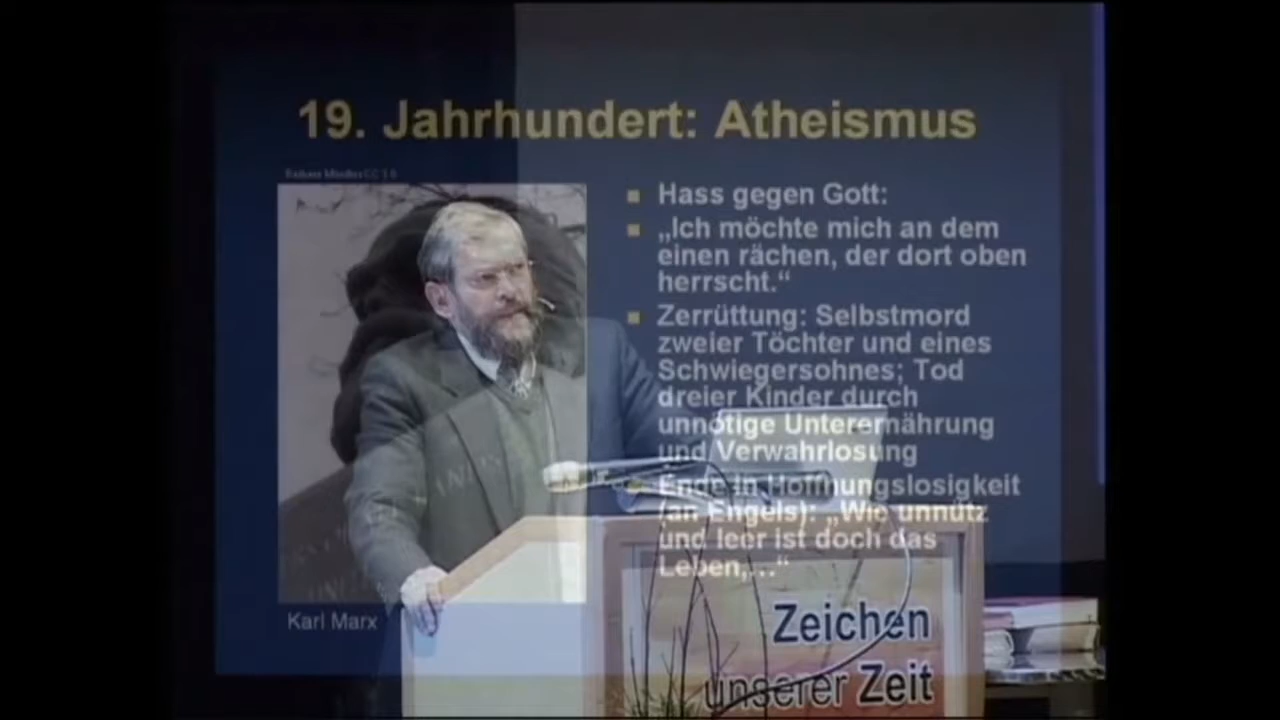 19. Jahrhundert: Atheismus
Hass gegen Gott:
„Ich möchte mich an dem
einen rächen, der dort oben
herrscht.“
Zerrüttung: Selbstmord
zweier Töchter und eines
Schwiegersohnes; Tod
dreier Kinder durch
unnötige Unterernährung
und Verwahrlosung
Ende in Hoffnungslosigkeit
(an Engels): „Wie unnütz
und leer ist doch das
Leben,…“
Karl Marx
Zeichen
unserer Zeit